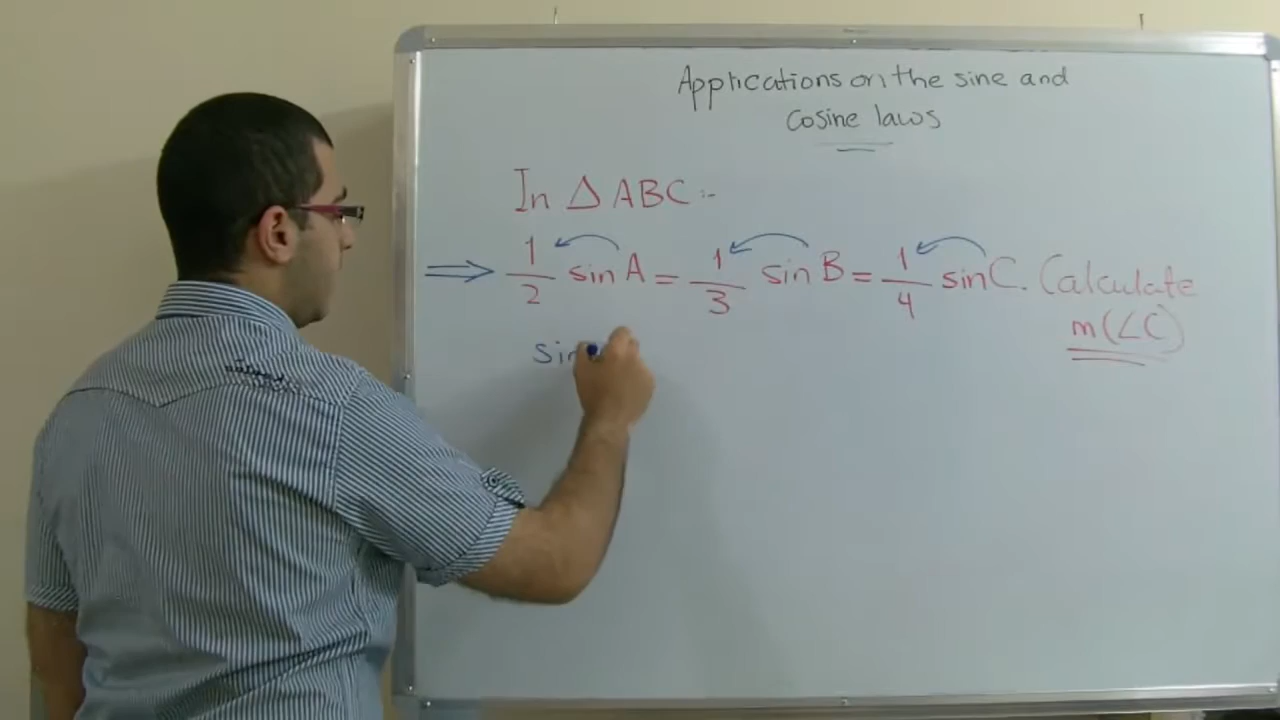 Applications on the sine and
Cosine laws
In Δ ABC :-
⇒ 1/2 sin A = 1/3 sin B = 1/4 sin C. Calculate
m(∠C)
sin